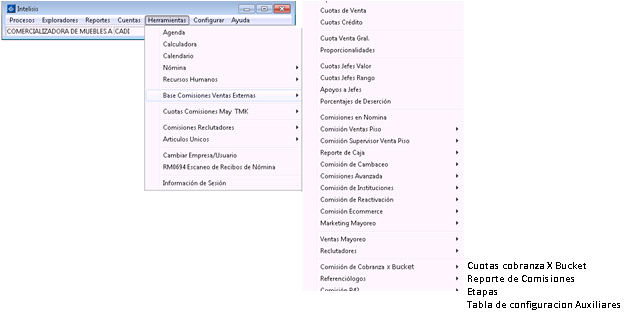 Intelisis
Procesos Exploradores Reportes Cuentas Herramientas Configurar Ayuda
COMERCIALIZADORA DE MUEBLES A CADI
Agenda
Calculadora
Calendario
Nómina
Recursos Humanos
Base Comisiones Ventas Externas
Cuotas Comisiones May TMK
Comisiones Reclutadores
Articulos Unicos
Cambiar Empresa/Usuario
RM0694 Escaneo de Recibos de Nómina
Información de Sesión
Cuotas de Venta
Cuotas Crédito
Cuota Venta Gral.
Proporcionalidades
Cuotas Jefes Valor
Cuotas Jefes Rango
Apoyos a Jefes
Porcentajes de Deserción
Comisiones en Nomina
Comisión Ventas Piso
Comisión Supervisor Venta Piso
Reporte de Caja
Comisión de Cambaceo
Comisiones Avanzada
Comisión de Instituciones
Comisión de Reactivación
Comisión Ecommerce
Marketing Mayoreo
Ventas Mayoreo
Reclutadores
Comisión de Cobranza x Bucket
Referenciólogos
Comisión P42
Cuotas cobranza X Bucket
Reporte de Comisiones
Etapas
Tabla de configuracion Auxiliares